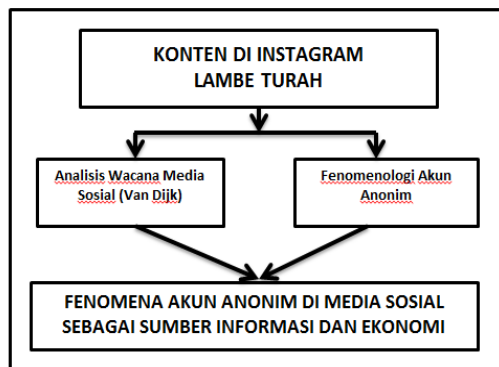 KONTEN DI INSTAGRAM
LAMBE TURAH
Analisis Wacana Media
Sosial (Van Dijk)
Fenomenologi Akun
Anonim
FENOMENA AKUN ANONIM DI MEDIA SOSIAL
SEBAGAI SUMBER INFORMASI DAN EKONOMI